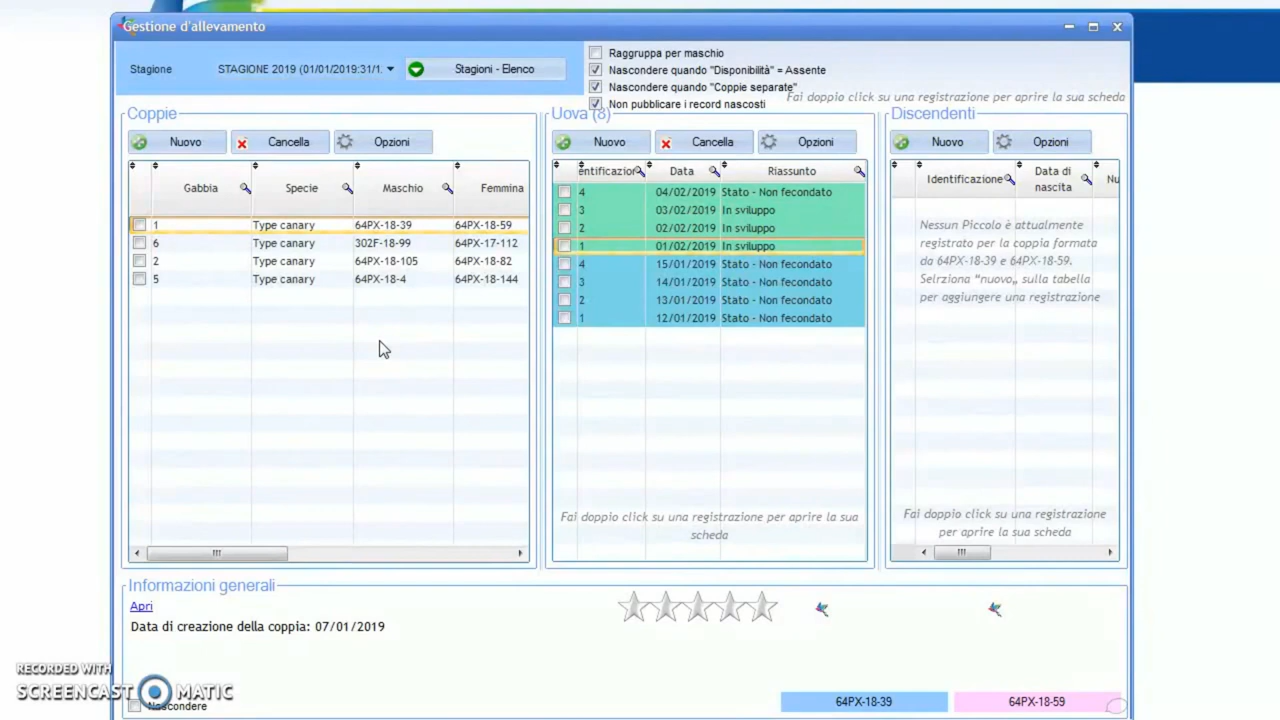 Gestione d'allevamento
Stagione
STAGIONE 2019 (01/01/2019:31/1.
Stagioni - Elenco
Raggruppa per maschio
Nascondere quando "Disponibilità" = Assente
Nascondere quando "Coppie separate"
Non pubblicare i record nascosti
Fai doppio click su una registrazione per aprire la sua scheda
Coppie
Nuovo Cancella Opzioni
Gabbia Specie Maschio Femmina
1 Type canary 64PX-18-39 64PX-18-59
6 Type canary 302F-18-99 64PX-17-112
2 Type canary 64PX-18-105 64PX-18-82
5 Type canary 64PX-18-4 64PX-18-144
Uova (8)
Nuovo Cancella Opzioni
entificazion Data Riassunto
4 04/02/2019 Stato - Non fecondato
3 03/02/2019 In sviluppo
2 02/02/2019 In sviluppo
1 01/02/2019 In sviluppo
4 15/01/2019 Stato - Non fecondato
3 14/01/2019 Stato - Non fecondato
2 13/01/2019 Stato - Non fecondato
1 12/01/2019 Stato - Non fecondato
Fai doppio click su una registrazione per aprire la sua
scheda
Discendenti
Nuovo Opzioni
Identificazione Data di nascita Nu
Nessun Piccolo è attualmente
registrato per la coppia formata
da 64PX-18-39 e 64PX-18-59.
Selrziona "nuovo„ sulla tabella
per aggiungere una registrazione
Fai doppio click su una registrazione
per aprire la sua scheda
Informazioni generali
Apri
Data di creazione della coppia: 07/01/2019
Nascondere
64PX-18-39
64PX-18-59
RECORDED WITH
SCREENCAST MATIC